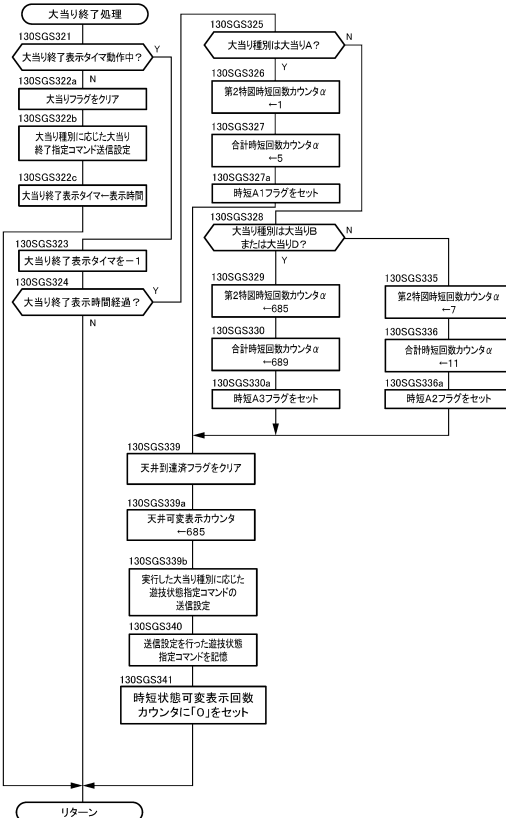 大当り終了処理
130SGS321
大当り終了表示タイマ動作中？
Y
N
130SGS322a
大当りフラグをクリア
130SGS322b
大当り種別に応じた大当り
終了指定コマンド送信設定
130SGS322c
大当り終了表示タイマ←表示時間
130SGS323
大当り終了表示タイマを－１
130SGS324
大当り終了表示時間経過？
Y
N
130SGS325
大当り種別は大当りA？
N
Y
130SGS326
第2特図時短回数カウンタα
←1
130SGS327
合計時短回数カウンタα
←5
130SGS327a
時短A1フラグをセット
130SGS328
大当り種別は大当りB
または大当りD？
N
Y
130SGS329
第2特図時短回数カウンタα
←685
130SGS330
合計時短回数カウンタα
←689
130SGS330a
時短A3フラグをセット
130SGS335
第2特図時短回数カウンタα
←7
130SGS336
合計時短回数カウンタα
←11
130SGS336a
時短A2フラグをセット
130SGS339
天井到達済フラグをクリア
130SGS339a
天井可変表示カウンタ
←685
130SGS339b
実行した大当り種別に応じた
遊技状態指定コマンドの
送信設定
130SGS340
送信設定を行った遊技状態
指定コマンドを記憶
130SGS341
時短状態可変表示回数
カウンタに「0」をセット
リターン